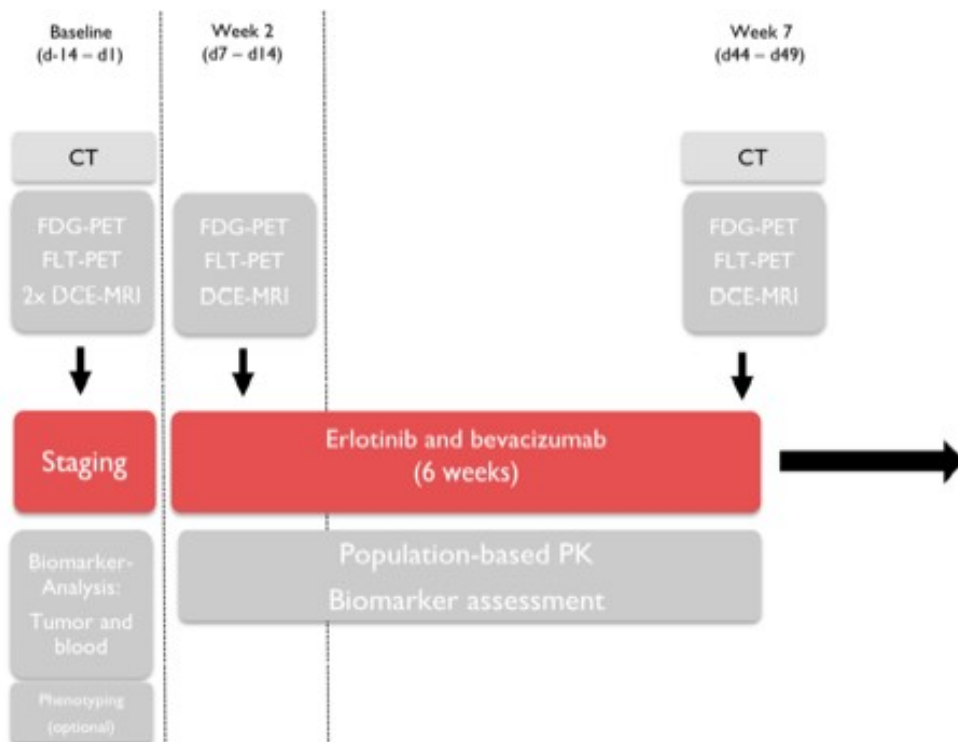 Baseline
(d-14 – d1)
Week 2
(d7 – d14)
Week 7
(d44 – d49)
CT
CT
FDG-PET
FLT-PET
2x DCE-MRI
FDG-PET
FLT-PET
DCE-MRI
FDG-PET
FLT-PET
DCE-MRI
Staging
Erlotinib and bevacizumab
(6 weeks)
Biomarker-
Analysis:
Tumor and
blood
Population-based PK
Biomarker assessment
Phenotyping
(optional)